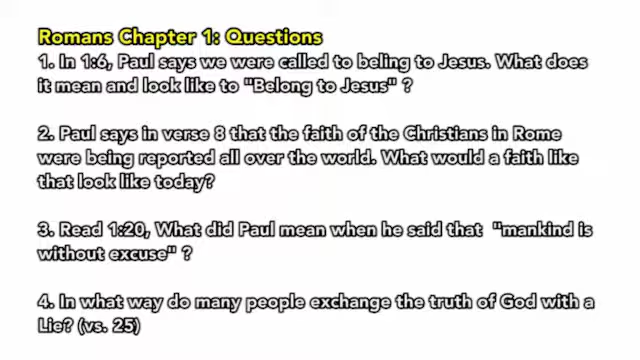 Romans Chapter 1: Questions
1. In 1:6, Paul says we were called to beling to Jesus. What does
it mean and look like to "Belong to Jesus" ?
2. Paul says in verse 8 that the faith of the Christians in Rome
were being reported all over the world. What would a faith like
that look like today?
3. Read 1:20, What did Paul mean when he said that "mankind is
without excuse" ?
4. In what way do many people exchange the truth of God with a
Lie? (vs. 25)